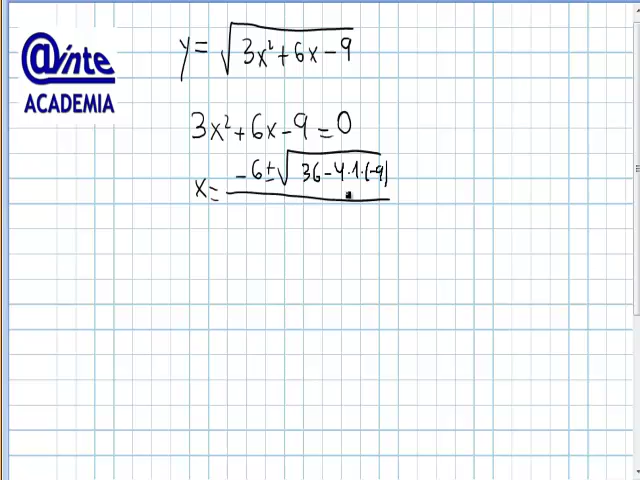 @inte
ACADEMIA
y = √(3x² + 6x - 9)
3x² + 6x - 9 = 0
x = -6 ± √(36 - 4·1·(-9)